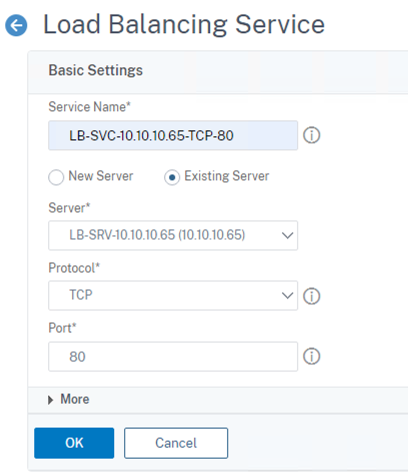 Load Balancing Service
Basic Settings
Service Name*
LB-SVC-10.10.10.65-TCP-80
New Server Existing Server
Server*
LB-SRV-10.10.10.65 (10.10.10.65)
Protocol*
TCP
Port*
80
More
OK Cancel